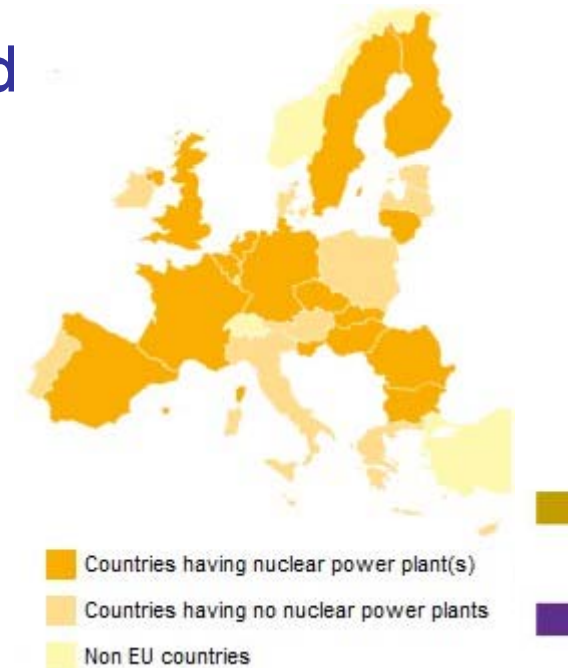 d
Countries having nuclear power plant(s)
Countries having no nuclear power plants
Non EU countries